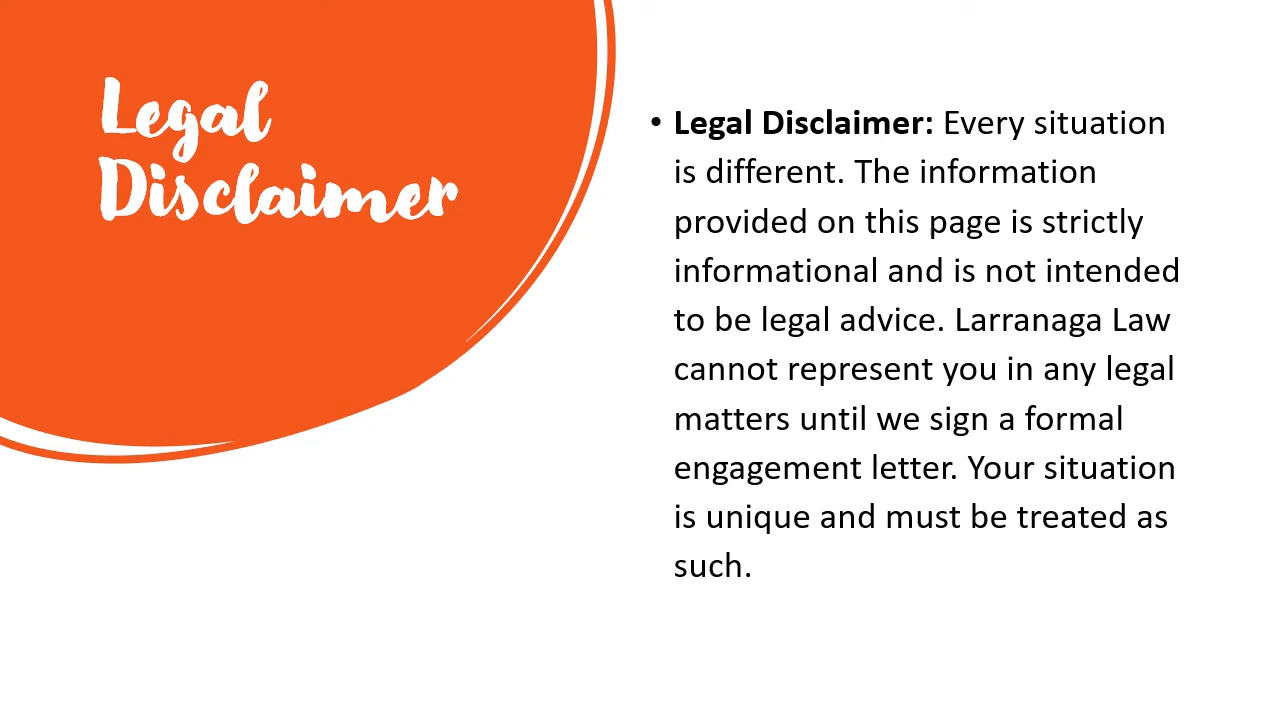 Legal
Disclaimer
• Legal Disclaimer: Every situation
is different. The information
provided on this page is strictly
informational and is not intended
to be legal advice. Larranaga Law
cannot represent you in any legal
matters until we sign a formal
engagement letter. Your situation
is unique and must be treated as
such.